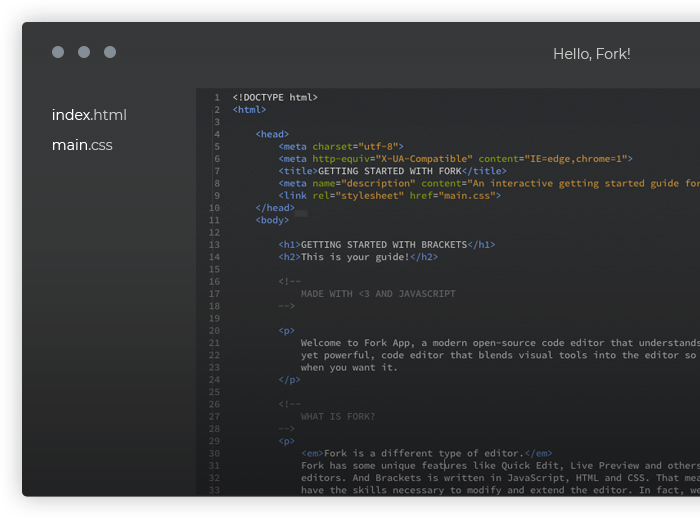 Hello, Fork!
index.html
main.css
1 <!DOCTYPE html>
2 <html>
3
4 <head>
5 <meta charset="utf-8">
6 <meta http-equiv="X-UA-Compatible" content="IE=edge,chrome=1">
7 <title>GETTING STARTED WITH FORK</title>
8 <meta name="description" content="An interactive getting started guide for
9 <link rel="stylesheet" href="main.css">
10 </head>
11 <body>
12
13 <h1>GETTING STARTED WITH BRACKETS</h1>
14 <h2>This is your guide!</h2>
15
16 <!--
17 MADE WITH <3 AND JAVASCRIPT
18 -->
19
20 <p>
21 Welcome to Fork App, a modern open-source code editor that understands
22 yet powerful, code editor that blends visual tools into the editor so
23 when you want it.
24 </p>
25
26 <!--
27 WHAT IS FORK?
28 -->
29 <p>
30 <em>Fork is a different type of editor.</em>
31 Fork has some unique features like Quick Edit, Live Preview and others
32 editors. And Brackets is written in JavaScript, HTML and CSS. That mea
33 have the skills necessary to modify and extend the editor. In fact, we